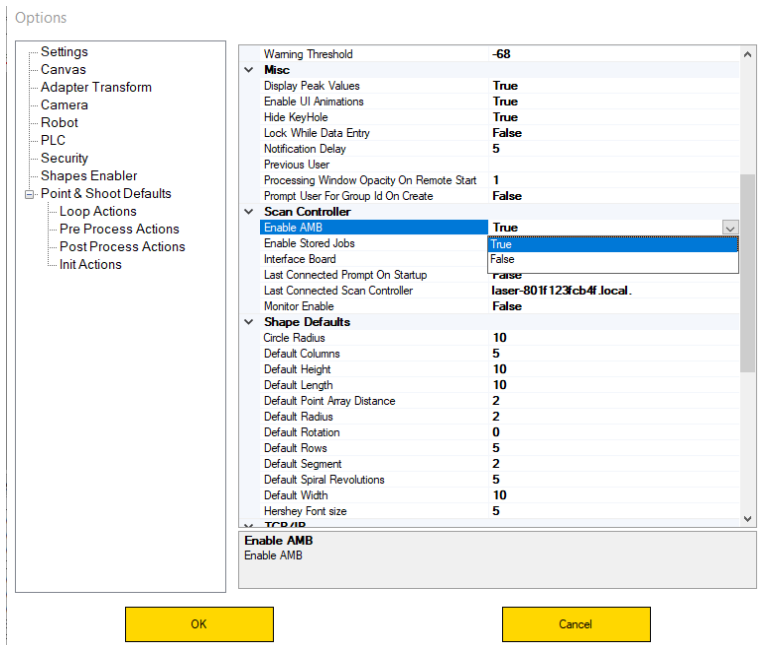 Options
Settings
Canvas
Adapter Transform
Camera
Robot
PLC
Security
Shapes Enabler
Point & Shoot Defaults
Loop Actions
Pre Process Actions
Post Process Actions
Init Actions
Warning Threshold -68
Misc
Display Peak Values True
Enable UI Animations True
Hide KeyHole True
Lock While Data Entry False
Notification Delay 5
Previous User
Processing Window Opacity On Remote Start 1
Prompt User For Group Id On Create False
Scan Controller
Enable AMB True
Enable Stored Jobs True
Interface Board False
Last Connected Prompt On Startup False
Last Connected Scan Controller laser-801f123fcb4f.local.
Monitor Enable False
Shape Defaults
Circle Radius 10
Default Columns 5
Default Height 10
Default Length 10
Default Point Array Distance 2
Default Radius 2
Default Rotation 0
Default Rows 5
Default Segment 2
Default Spiral Revolutions 5
Default Width 10
Hershey Font size 5
TCP/IP
Enable AMB
Enable AMB
OK Cancel